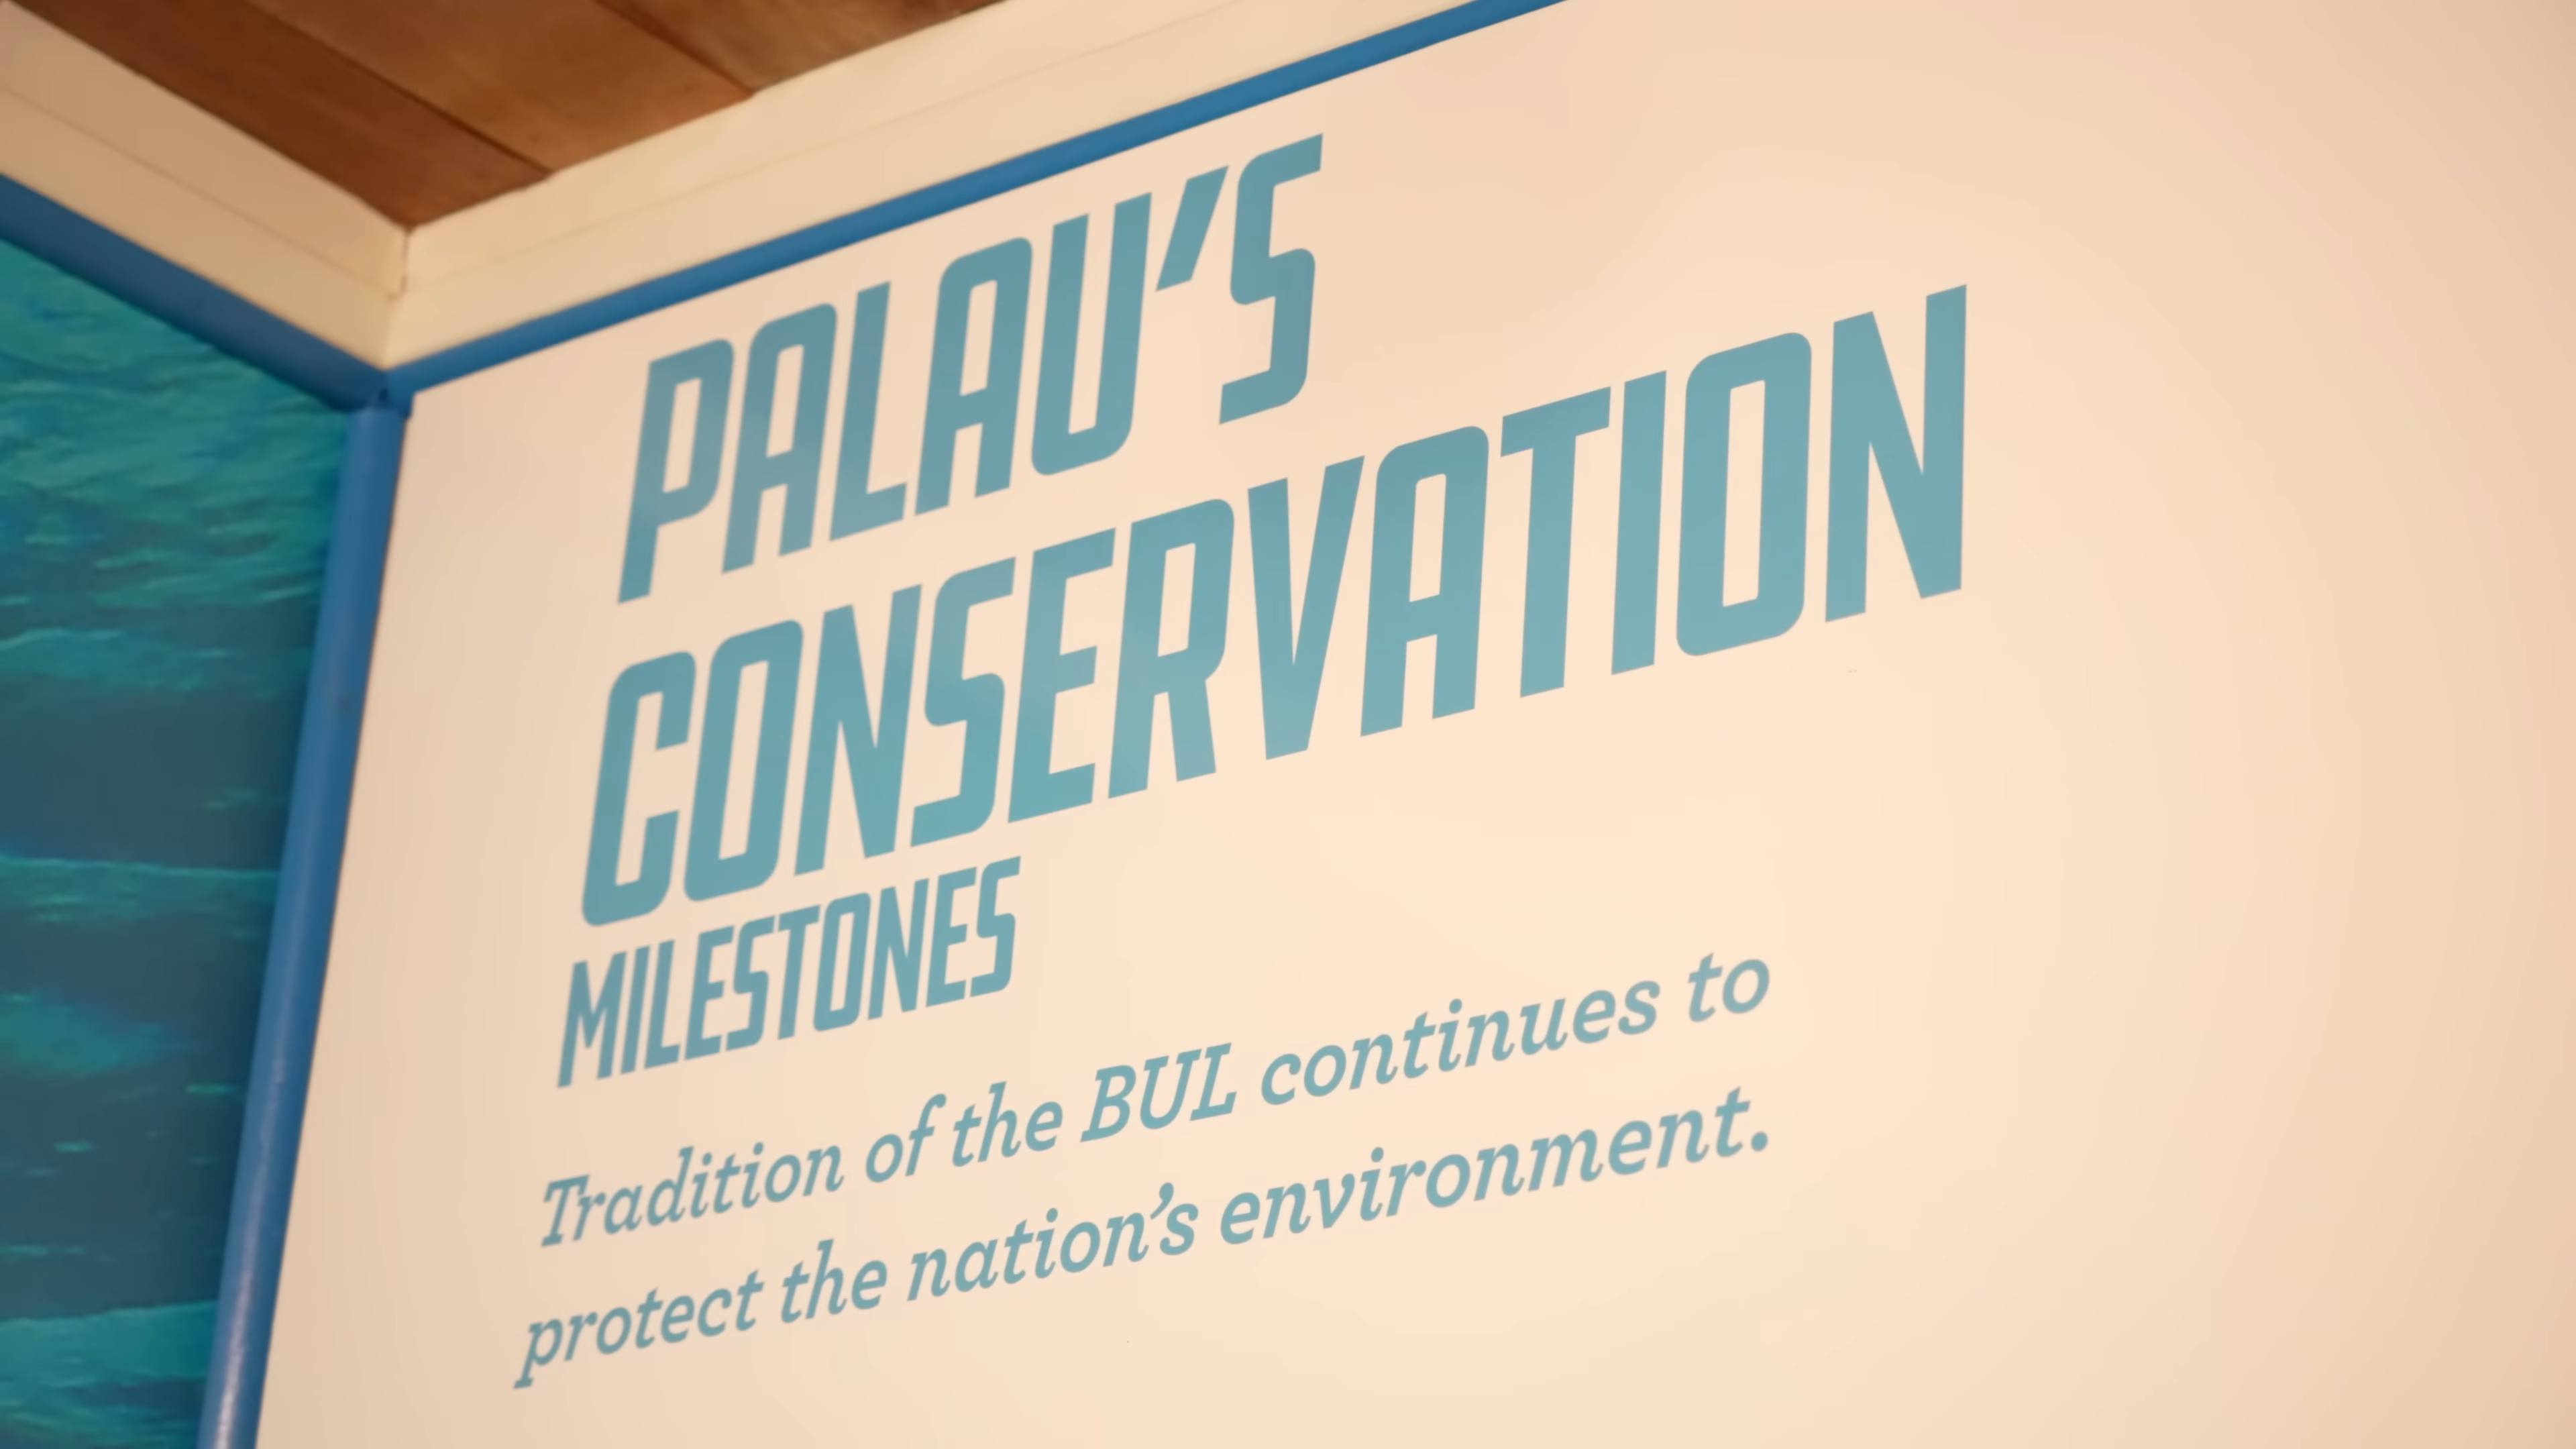 PALAU'S
CONSERVATION
MILESTONES
Tradition of the BUL continues to
protect the nation's environment.